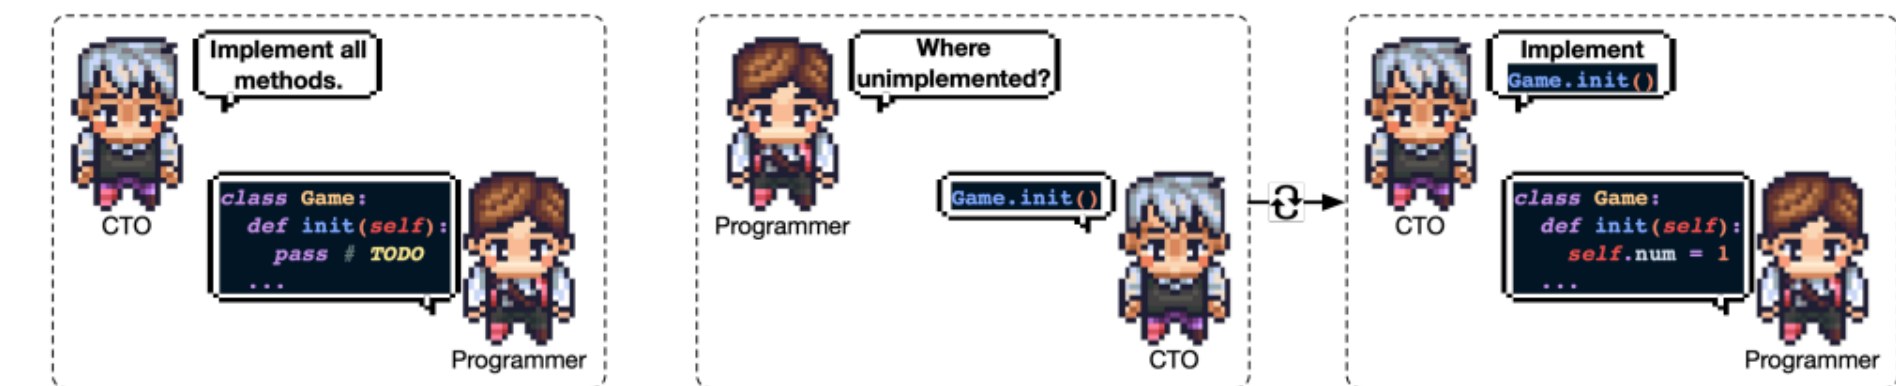 Implement all
methods.
CTO
class Game:
def init(self):
pass # TODO
...
Programmer
Where
unimplemented?
Programmer
Game.init()
CTO
Implement
Game.init()
CTO
class Game:
def init(self):
self.num = 1
...
Programmer